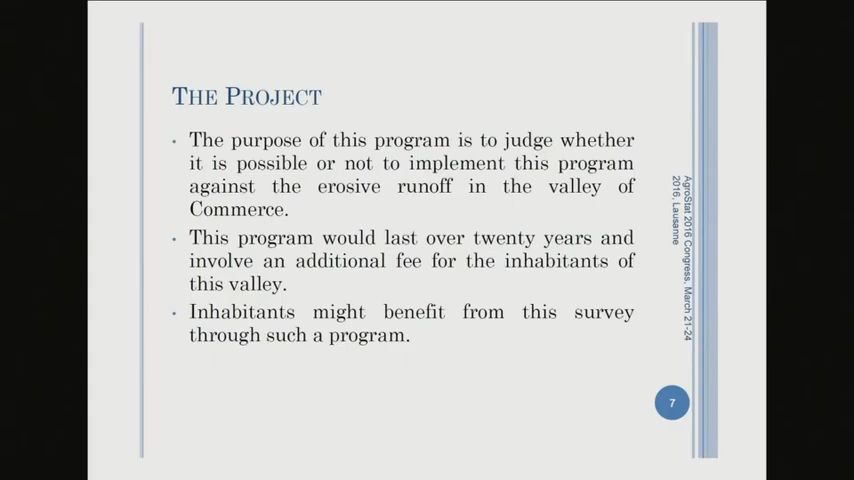 THE PROJECT
• The purpose of this program is to judge whether
it is possible or not to implement this program
against the erosive runoff in the valley of
Commerce.
• This program would last over twenty years and
involve an additional fee for the inhabitants of
this valley.
• Inhabitants might benefit from this survey
through such a program.
AgroStat 2016 Congress, March 21-24
2016, Lausanne
7